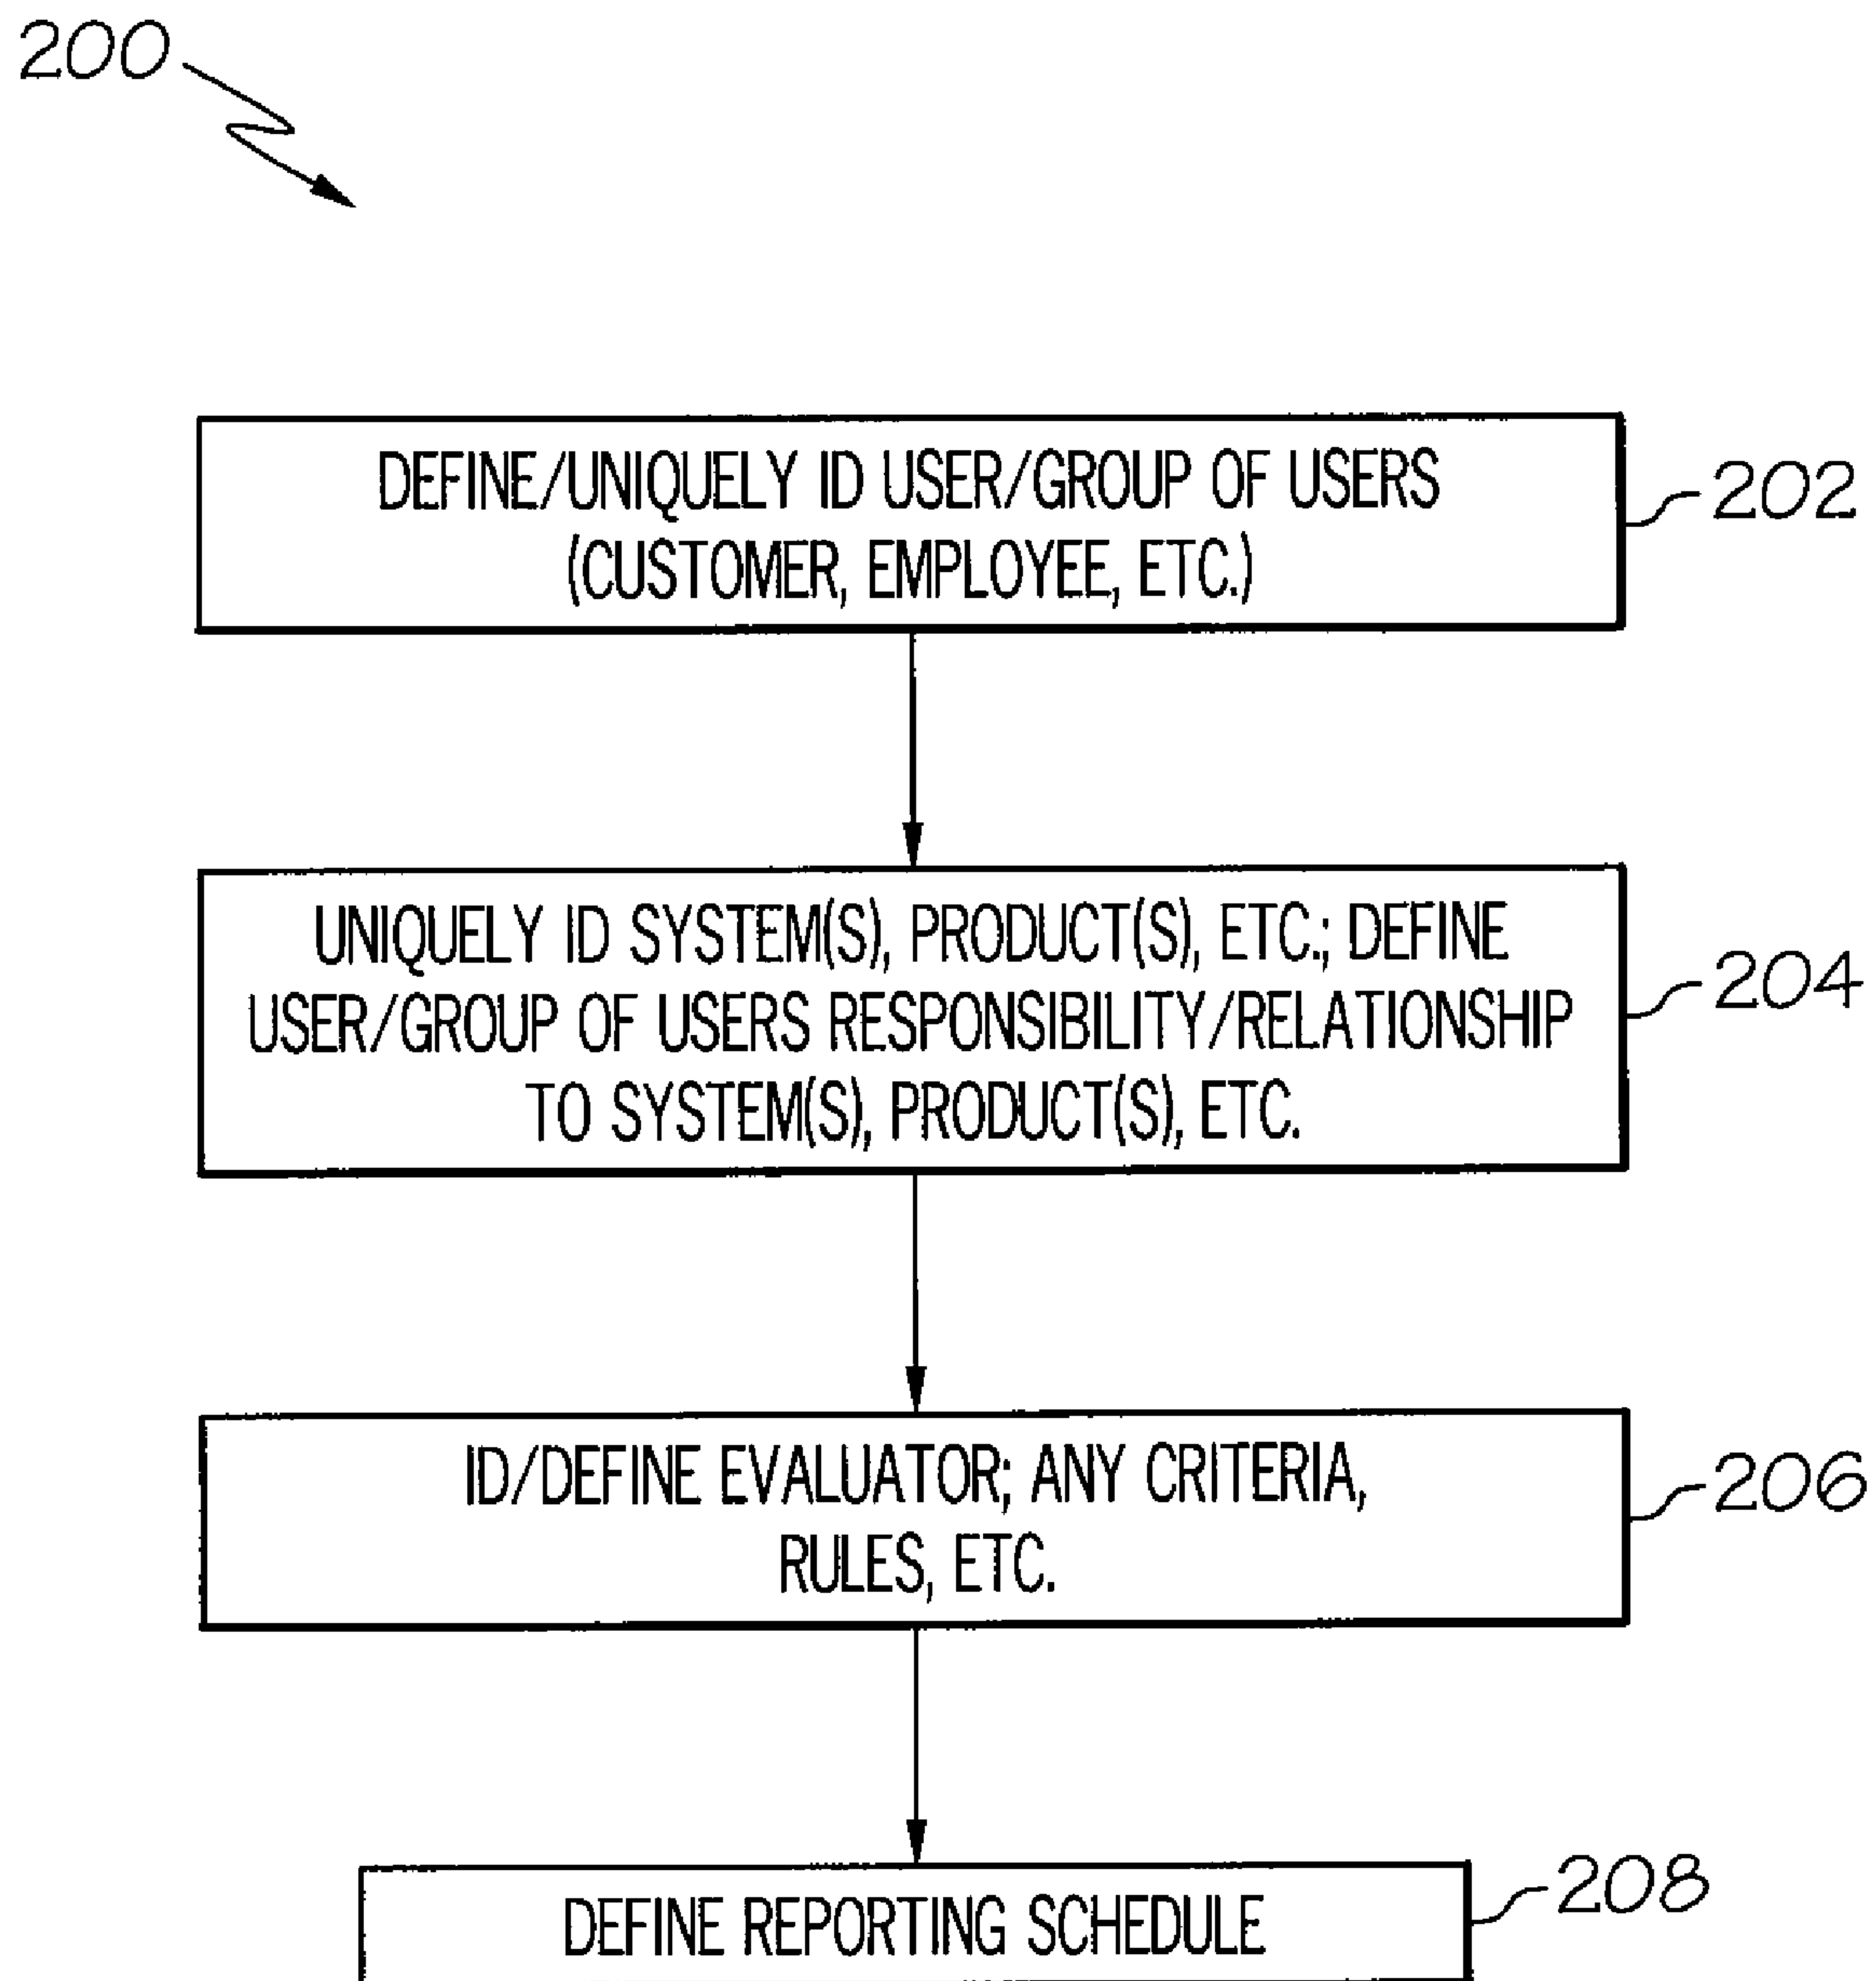 200
DEFINE/UNIQUELY ID USER/GROUP OF USERS
(CUSTOMER, EMPLOYEE, ETC.)
202
UNIQUELY ID SYSTEM(S), PRODUCT(S), ETC.; DEFINE
USER/GROUP OF USERS RESPONSIBILITY/RELATIONSHIP
TO SYSTEM(S), PRODUCT(S), ETC.
204
ID/DEFINE EVALUATOR; ANY CRITERIA,
RULES, ETC.
206
DEFINE REPORTING SCHEDULE
208